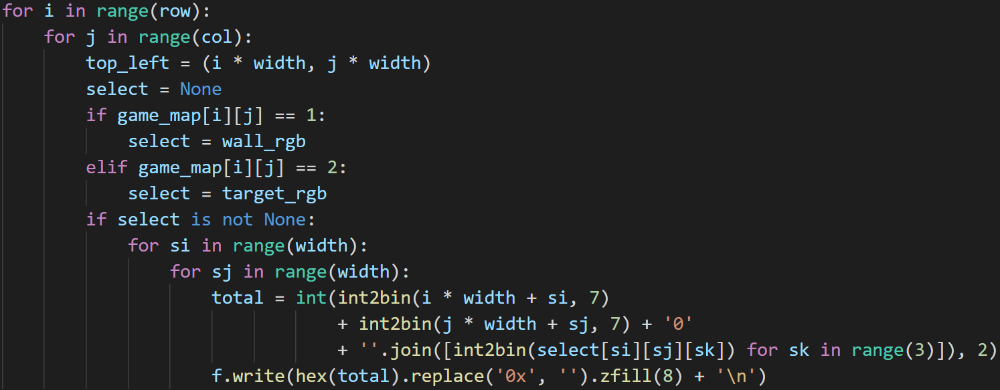 for i in range(row):
    for j in range(col):
        top_left = (i * width, j * width)
        select = None
        if game_map[i][j] == 1:
            select = wall_rgb
        elif game_map[i][j] == 2:
            select = target_rgb
        if select is not None:
            for si in range(width):
                for sj in range(width):
                    total = int(int2bin(i * width + si, 7)
                                + int2bin(j * width + sj, 7) + '0'
                                + ''.join([int2bin(select[si][sj][sk]) for sk in range(3)]), 2)
                    f.write(hex(total).replace('0x', '').zfill(8) + '\n')